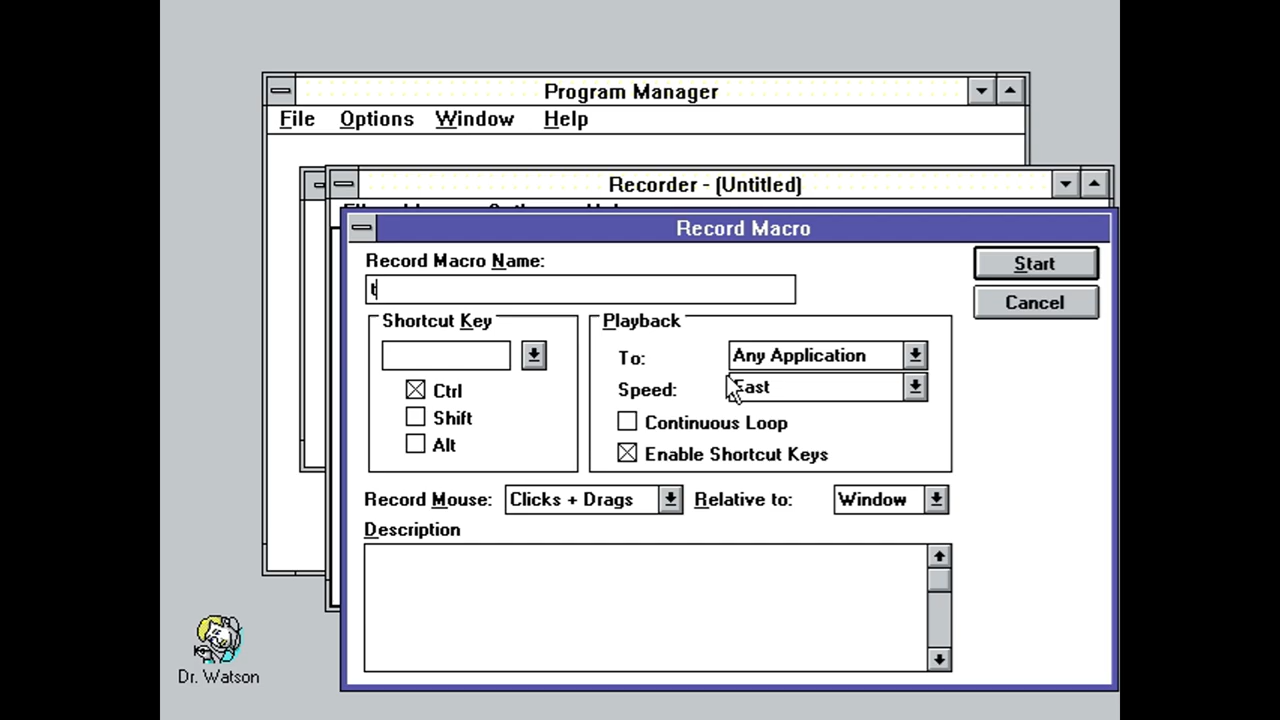 Program Manager
File Options Window Help
Recorder - (Untitled)
Record Macro
Record Macro Name:
t
Start
Cancel
Shortcut Key
Ctrl
Shift
Alt
Playback
To: Any Application
Speed: Fast
Continuous Loop
Enable Shortcut Keys
Record Mouse: Clicks + Drags Relative to: Window
Description
Dr. Watson